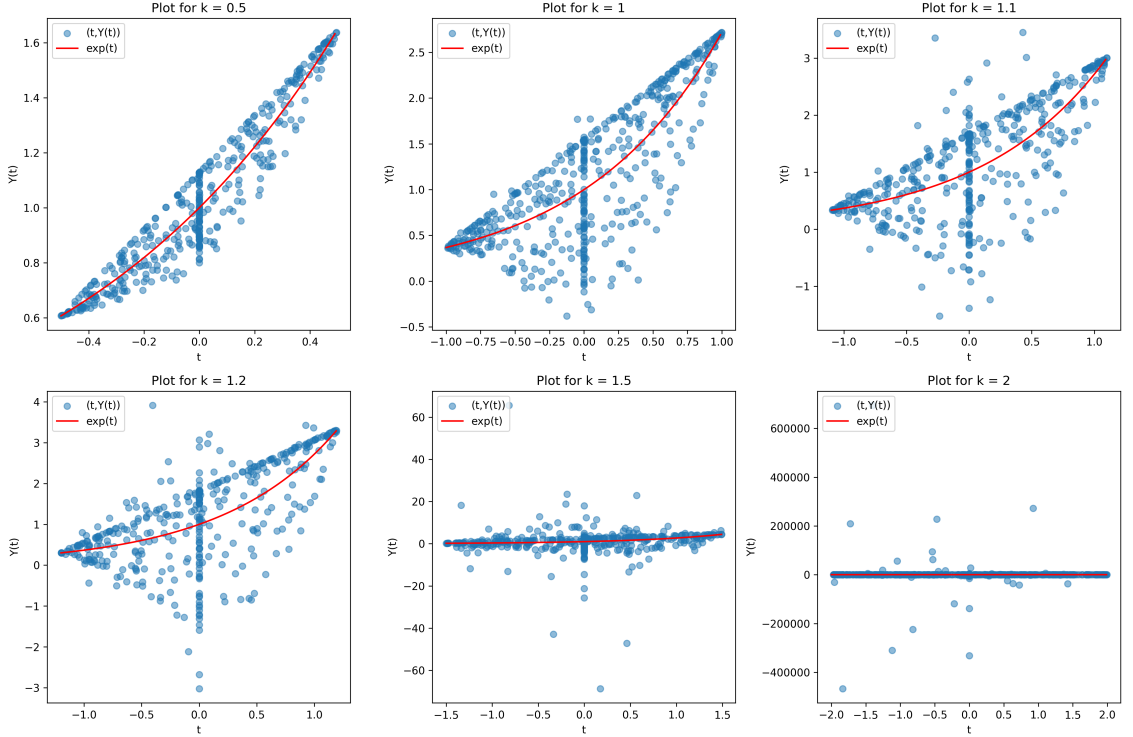 Plot for k = 0.5
(t,Y(t))
exp(t)
Y(t)
1.6
1.4
1.2
1.0
0.8
0.6
−0.4 −0.2 0.0 0.2 0.4
t
Plot for k = 1
(t,Y(t))
exp(t)
Y(t)
2.5
2.0
1.5
1.0
0.5
0.0
−0.5
−1.00 −0.75 −0.50 −0.25 0.00 0.25 0.50 0.75 1.00
t
Plot for k = 1.1
(t,Y(t))
exp(t)
Y(t)
3
2
1
0
−1
−1.0 −0.5 0.0 0.5 1.0
t
Plot for k = 1.2
(t,Y(t))
exp(t)
Y(t)
4
3
2
1
0
−1
−2
−3
−1.0 −0.5 0.0 0.5 1.0
t
Plot for k = 1.5
(t,Y(t))
exp(t)
Y(t)
60
40
20
0
−20
−40
−60
−1.5 −1.0 −0.5 0.0 0.5 1.0 1.5
t
Plot for k = 2
(t,Y(t))
exp(t)
Y(t)
600000
400000
200000
0
−200000
−400000
−2.0 −1.5 −1.0 −0.5 0.0 0.5 1.0 1.5 2.0
t